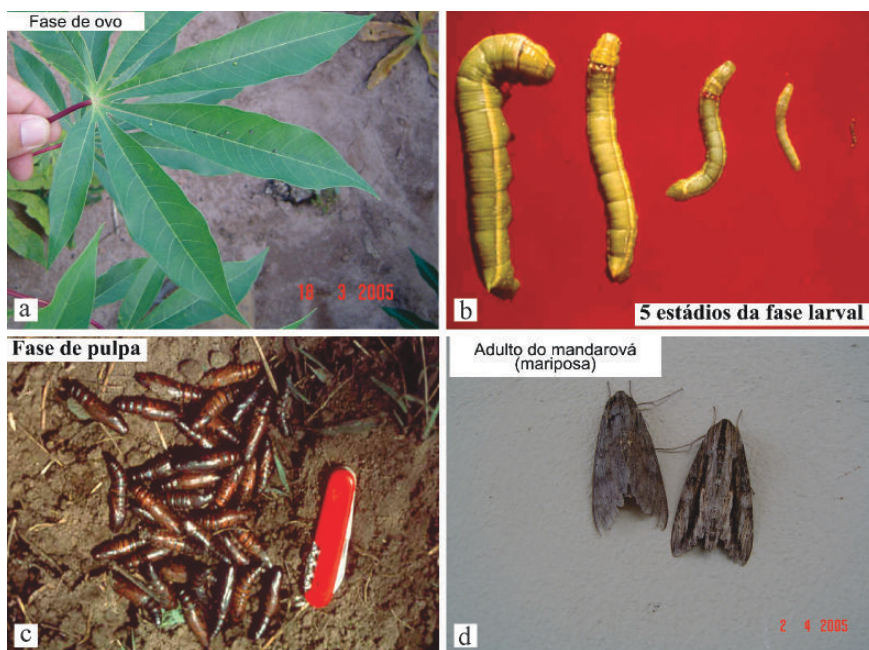 Fase de ovo
18 3 2005
a
b
5 estádios da fase larval
Fase de pulpa
c
Adulto do mandarová
(mariposa)
d
2 4 2005